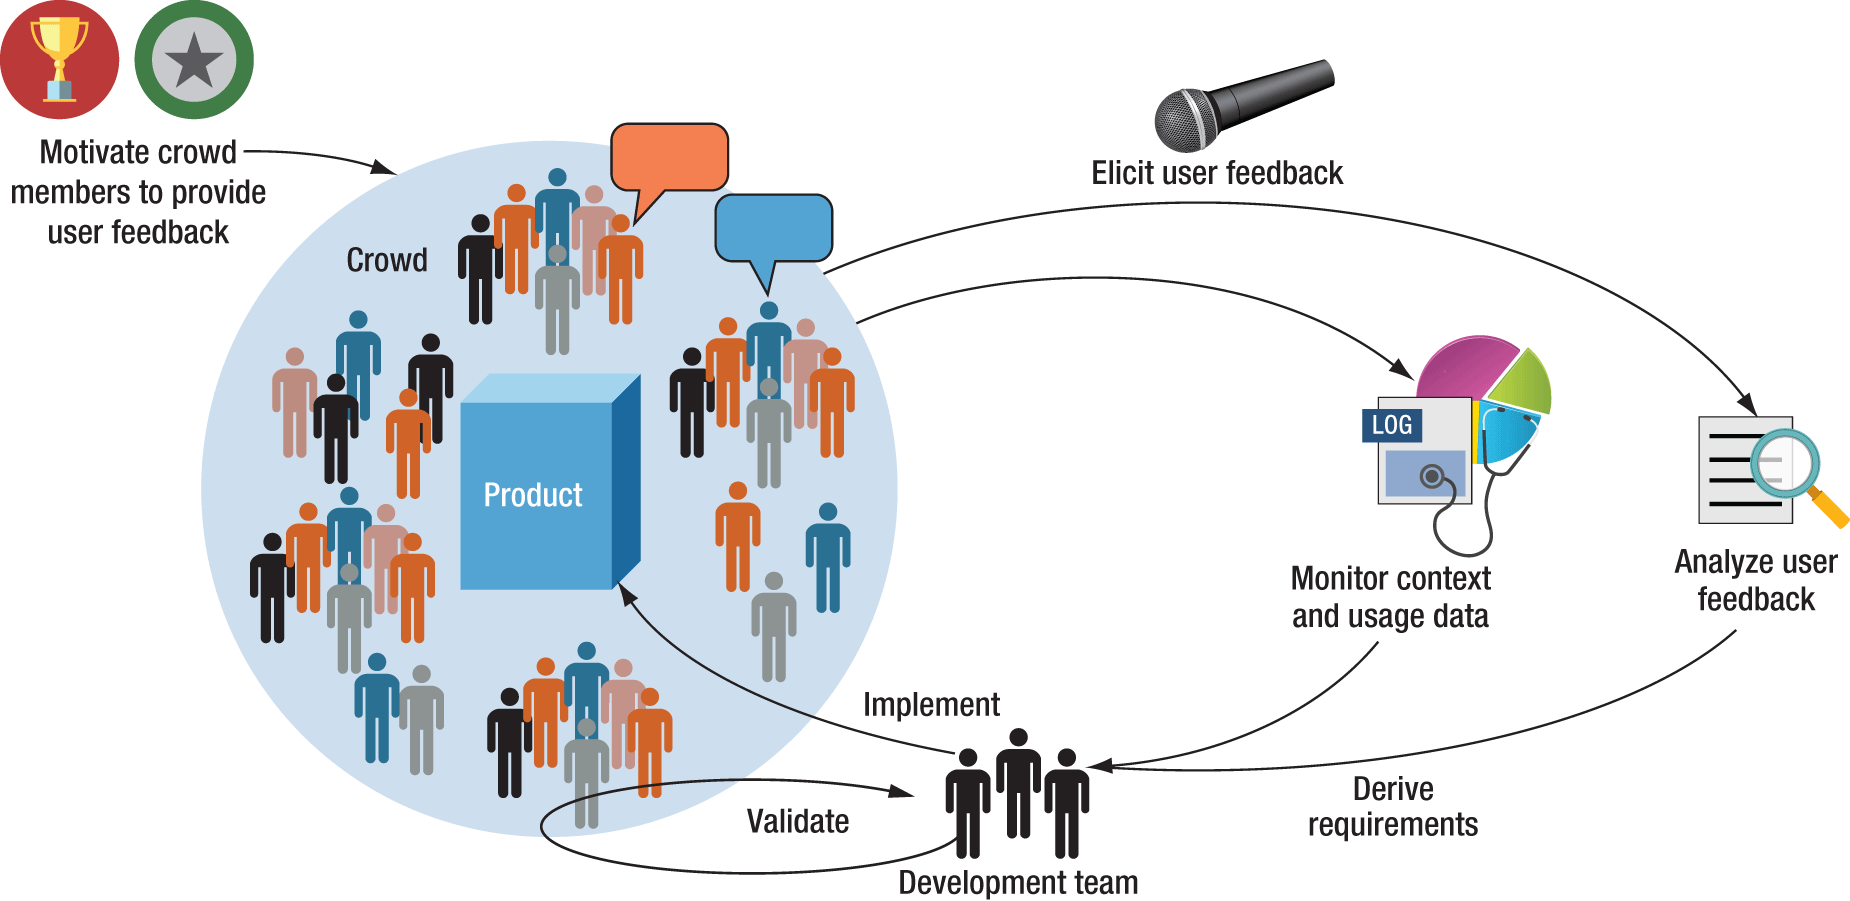 Motivate crowd
members to provide
user feedback
Crowd
Product
Elicit user feedback
LOG
Monitor context
and usage data
Analyze user
feedback
Implement
Validate
Derive
requirements
Development team